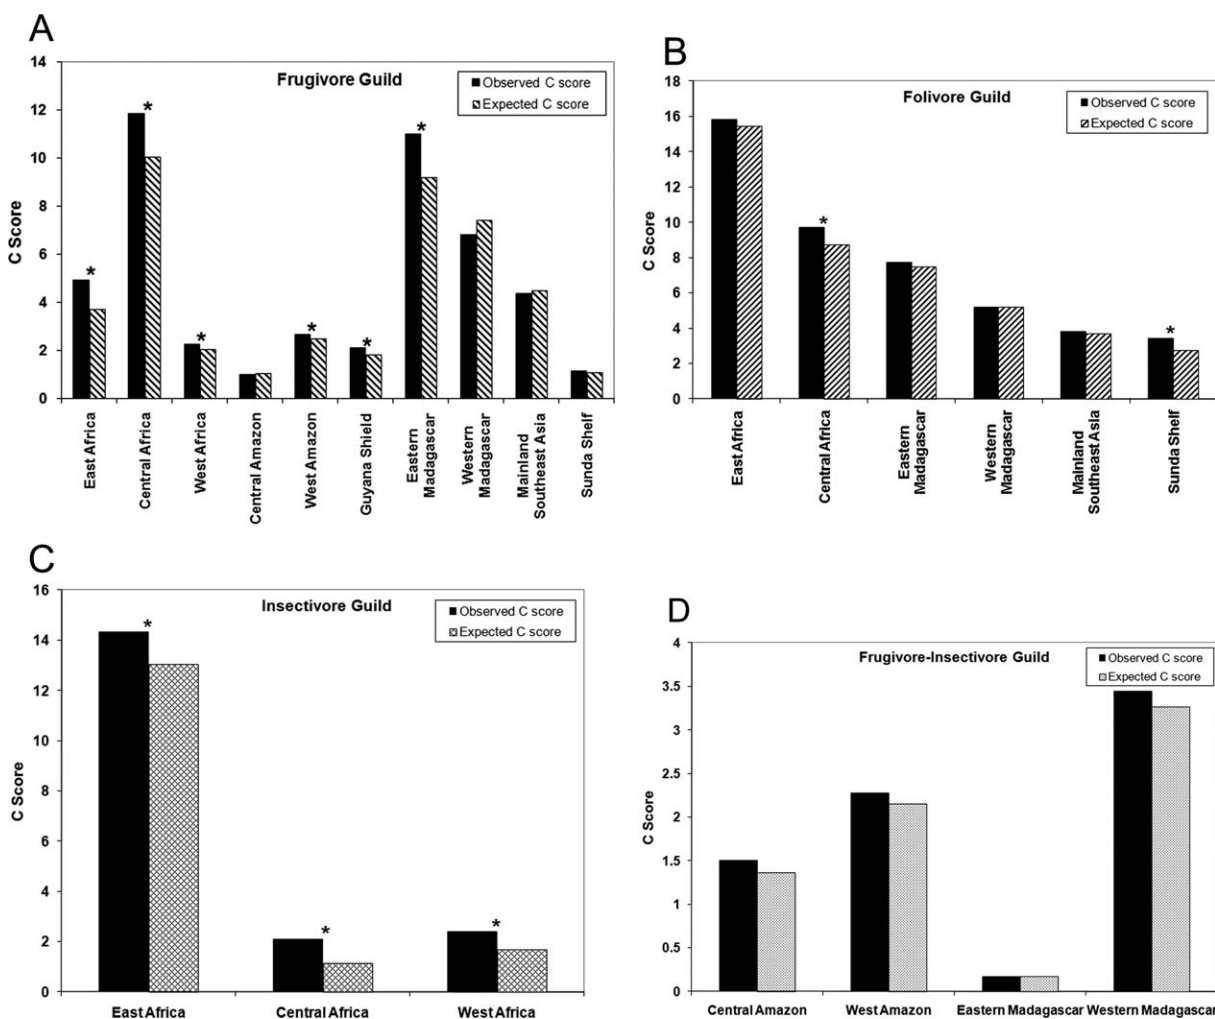 A
Frugivore Guild
Observed C score
Expected C score
C Score
14
12
10
8
6
4
2
0
*
*
*
*
*
*
East Africa
Central Africa
West Africa
Central Amazon
West Amazon
Guyana Shield
Eastern
Madagascar
Western
Madagascar
Mainland
Southeast Asia
Sunda Shelf
B
Folivore Guild
Observed C score
Expected C score
C Score
18
16
14
12
10
8
6
4
2
0
*
*
East Africa
Central Africa
Eastern
Madagascar
Western
Madagascar
Mainland
Southeast Asia
Sunda Shelf
C
Insectivore Guild
Observed C score
Expected C score
C Score
16
14
12
10
8
6
4
2
0
*
*
*
East Africa
Central Africa
West Africa
D
Frugivore-Insectivore Guild
Observed C score
Expected C score
C Score
4
3.5
3
2.5
2
1.5
1
0.5
0
Central Amazon
West Amazon
Eastern Madagascar
Western Madagascar